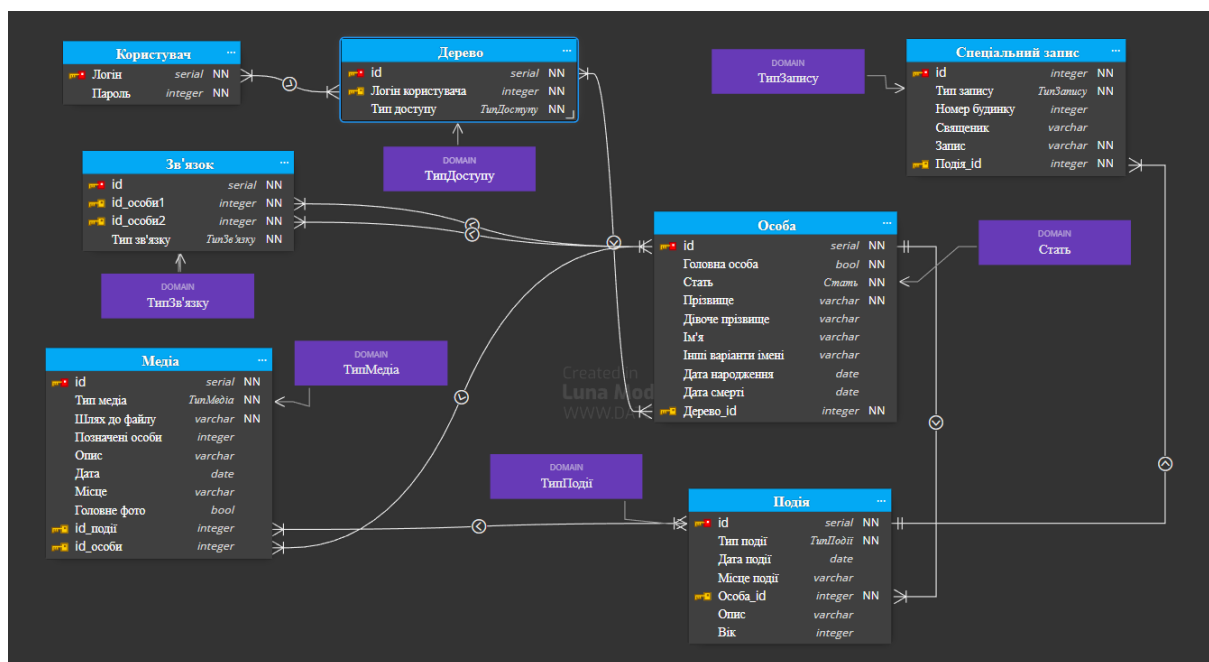 Користувач ...
Логін serial NN
Пароль integer NN
Дерево ...
id serial NN
Логін користувача integer NN
Тип доступу ТипДоступу NN
DOMAIN
ТипЗапису
Спеціальний запис ...
id integer NN
Тип запису ТипЗапису NN
Номер будинку integer
Священик varchar
Запис varchar NN
Подія_id integer NN
Зв'язок ...
id serial NN
id_особи1 integer NN
id_особи2 integer NN
Тип зв'язку ТипЗв'язку NN
DOMAIN
ТипДоступу
DOMAIN
ТипЗв'язку
Особа ...
id serial NN
Головна особа bool NN
Стать Стать NN
Прізвище varchar NN
Дівоче прізвище varchar
Ім'я varchar
Інші варіанти імені varchar
Дата народження date
Дата смерті date
Дерево_id integer NN
DOMAIN
Стать
Медіа ...
id serial NN
Тип медіа ТипМедіа NN
Шлях до файлу varchar NN
Позначені особи integer
Опис varchar
Дата date
Місце varchar
Головне фото bool
id_події integer
id_особи integer
DOMAIN
ТипМедіа
Created in
Luna Mod
WWW.DA
DOMAIN
ТипПодії
Подія ...
id serial NN
Тип події ТипПодії NN
Дата події date
Місце події varchar
Особа_id integer NN
Опис varchar
Вік integer